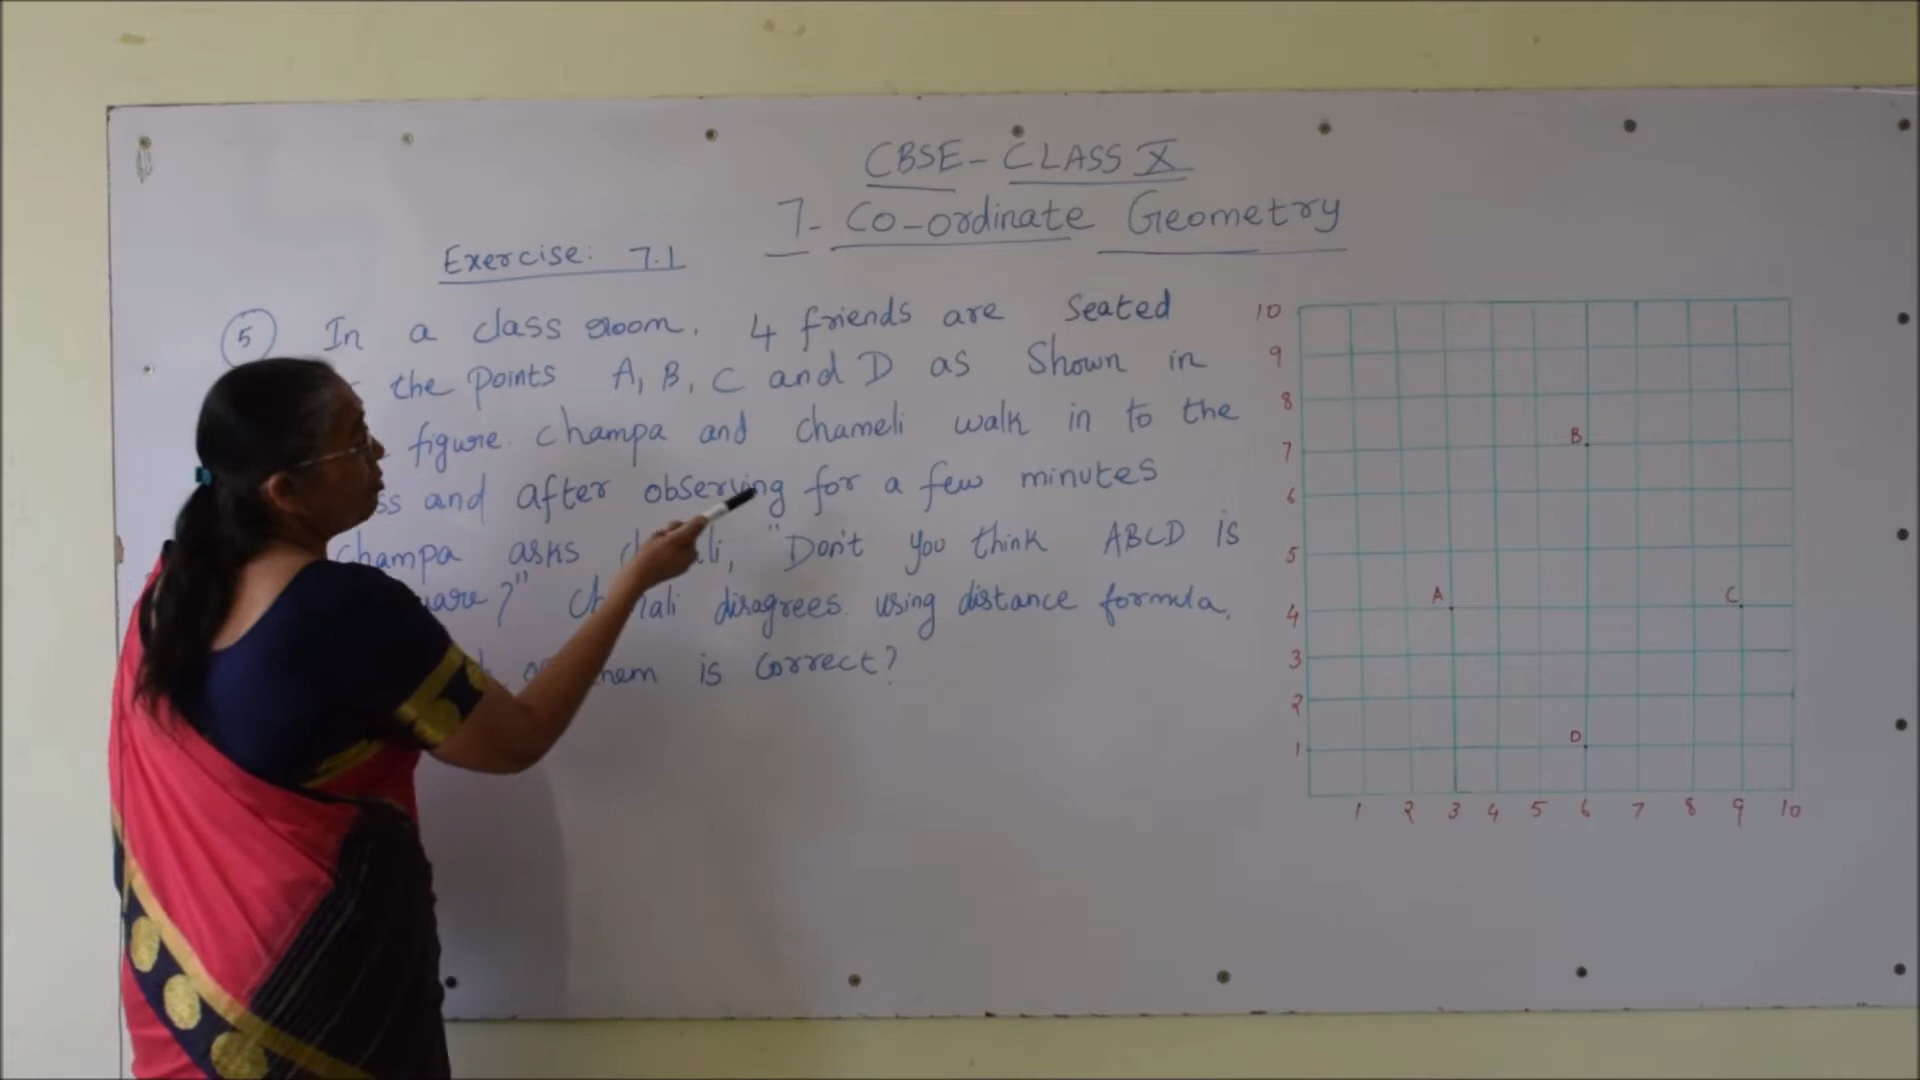 CBSE - CLASS X
7 - Co-ordinate Geometry
Exercise: 7.1
5 In a class room, 4 friends are seated
the points A, B, C and D as shown in
figure. Champa and Chameli walk in to the
and after observing for a few minutes
Champa asks "Don't you think ABCD is
disagrees. using distance formula,
is correct?
10
9
8
7
6
5
4
3
2
1
B
A
C
D
1 2 3 4 5 6 7 8 9 10